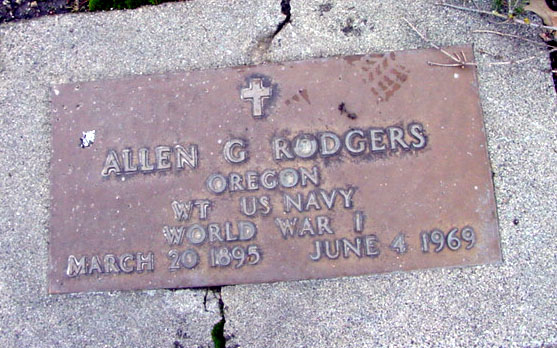 ALLEN G RODGERS
OREGON
WT US NAVY
WORLD WAR I
MARCH 20 1895 JUNE 4 1969